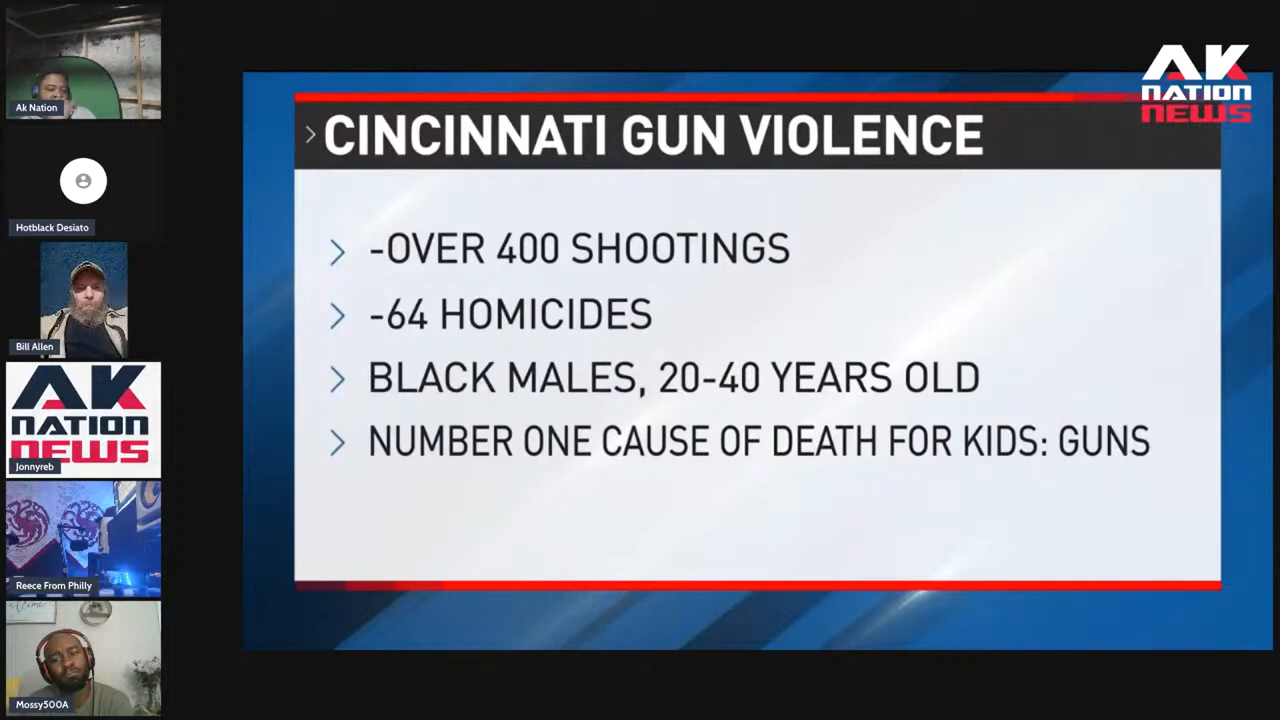 Ak Nation
Hotblack Desiato
Bill Allen
AK
NATION
NEWS
Jonnyreb
Reece From Philly
Mossy500A
AK
NATION
NEWS
CINCINNATI GUN VIOLENCE
-OVER 400 SHOOTINGS
-64 HOMICIDES
BLACK MALES, 20-40 YEARS OLD
NUMBER ONE CAUSE OF DEATH FOR KIDS: GUNS